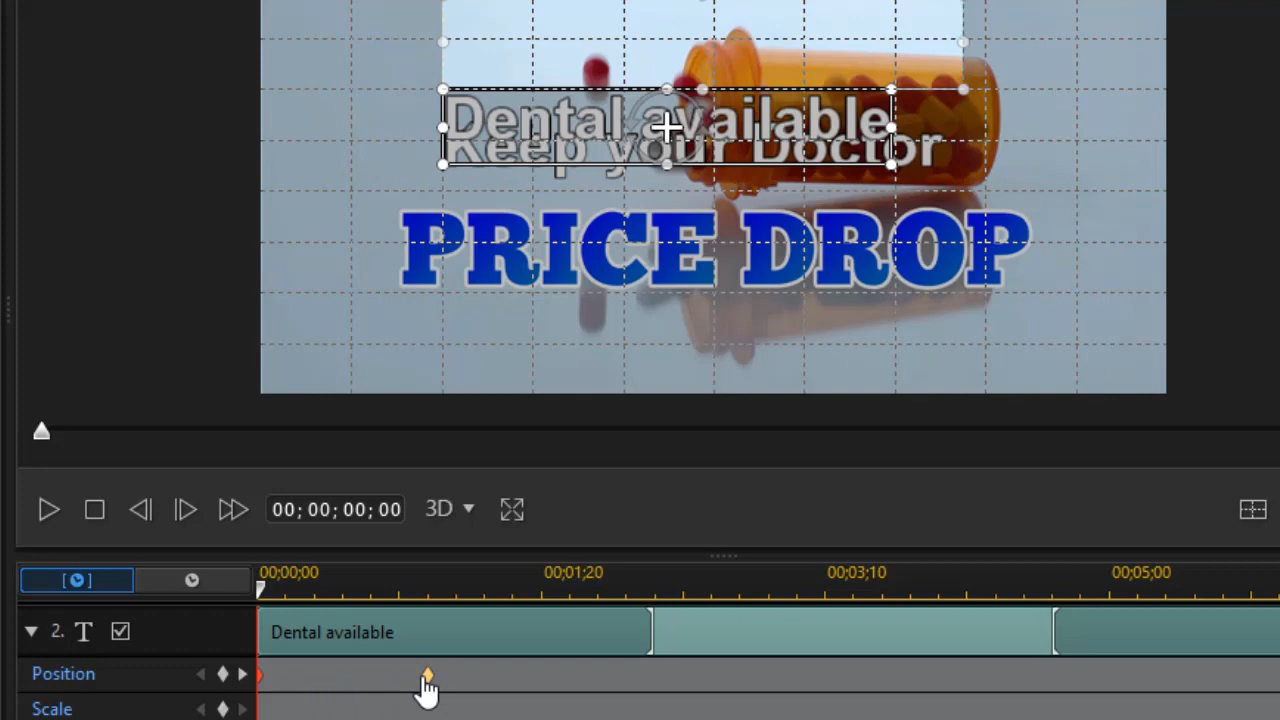 Dental available
Keep your Doctor
PRICE DROP
00; 00; 00; 00
3D
00;00;00 00;01;20 00;03;10 00;05;00
2. T Dental available
Position
Scale